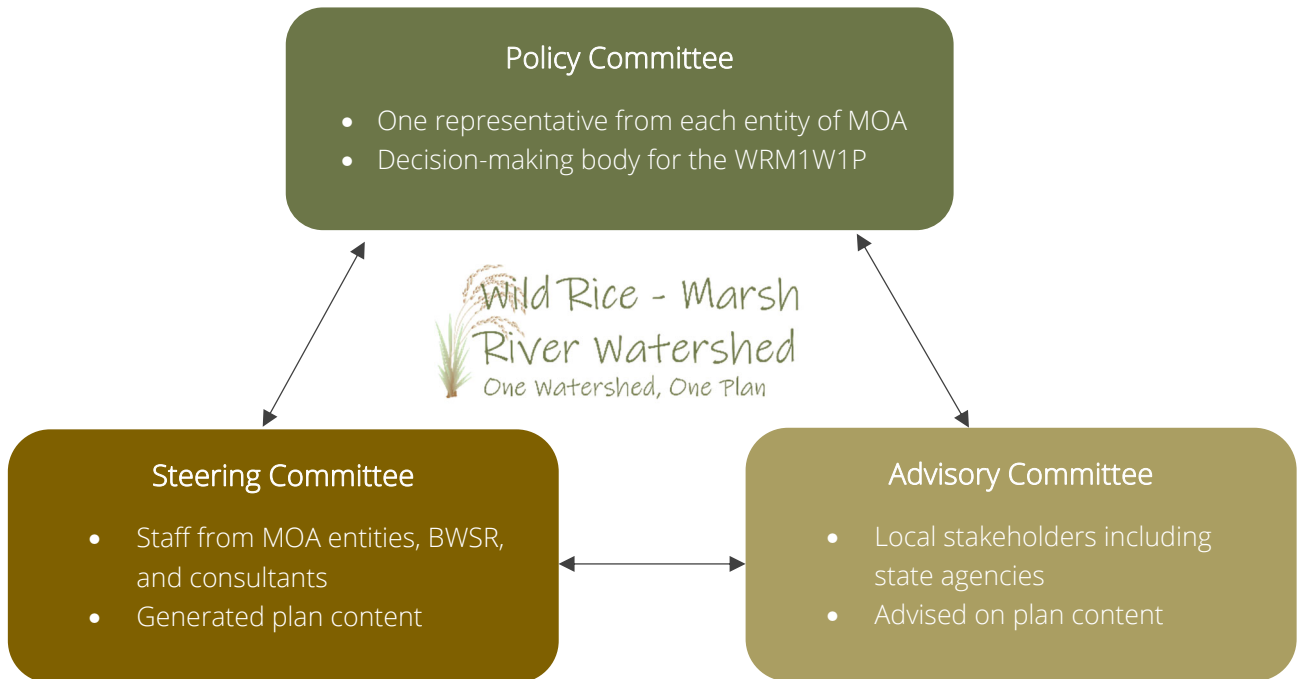 Policy Committee
• One representative from each entity of MOA
• Decision-making body for the WRM1W1P
Wild Rice - Marsh
River Watershed
One Watershed, One Plan
Steering Committee
• Staff from MOA entities, BWSR,
and consultants
• Generated plan content
Advisory Committee
• Local stakeholders including
state agencies
• Advised on plan content